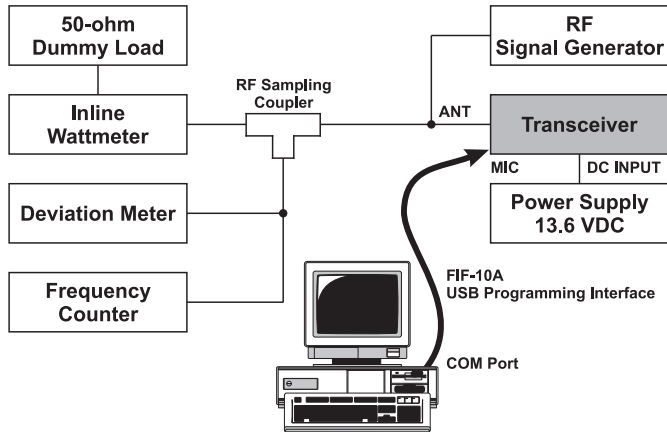 50-ohm
Dummy Load
RF
Signal Generator
RF Sampling
Coupler
Inline
Wattmeter
ANT
Transceiver
MIC
DC INPUT
Deviation Meter
Power Supply
13.6 VDC
Frequency
Counter
FIF-10A
USB Programming Interface
COM Port